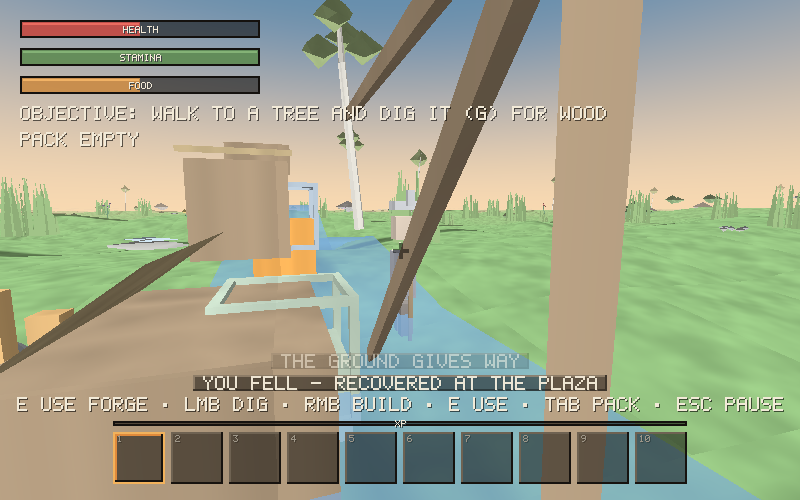 HEALTH
STAMINA
FOOD
OBJECTIVE: WALK TO A TREE AND DIG IT (G) FOR WOOD
PACK EMPTY
THE GROUND GIVES WAY
YOU FELL – RECOVERED AT THE PLAZA
E USE FORGE · LMB DIG · RMB BUILD · E USE · TAB PACK · ESC PAUSE
XP
1 2 3 4 5 6 7 8 9 10